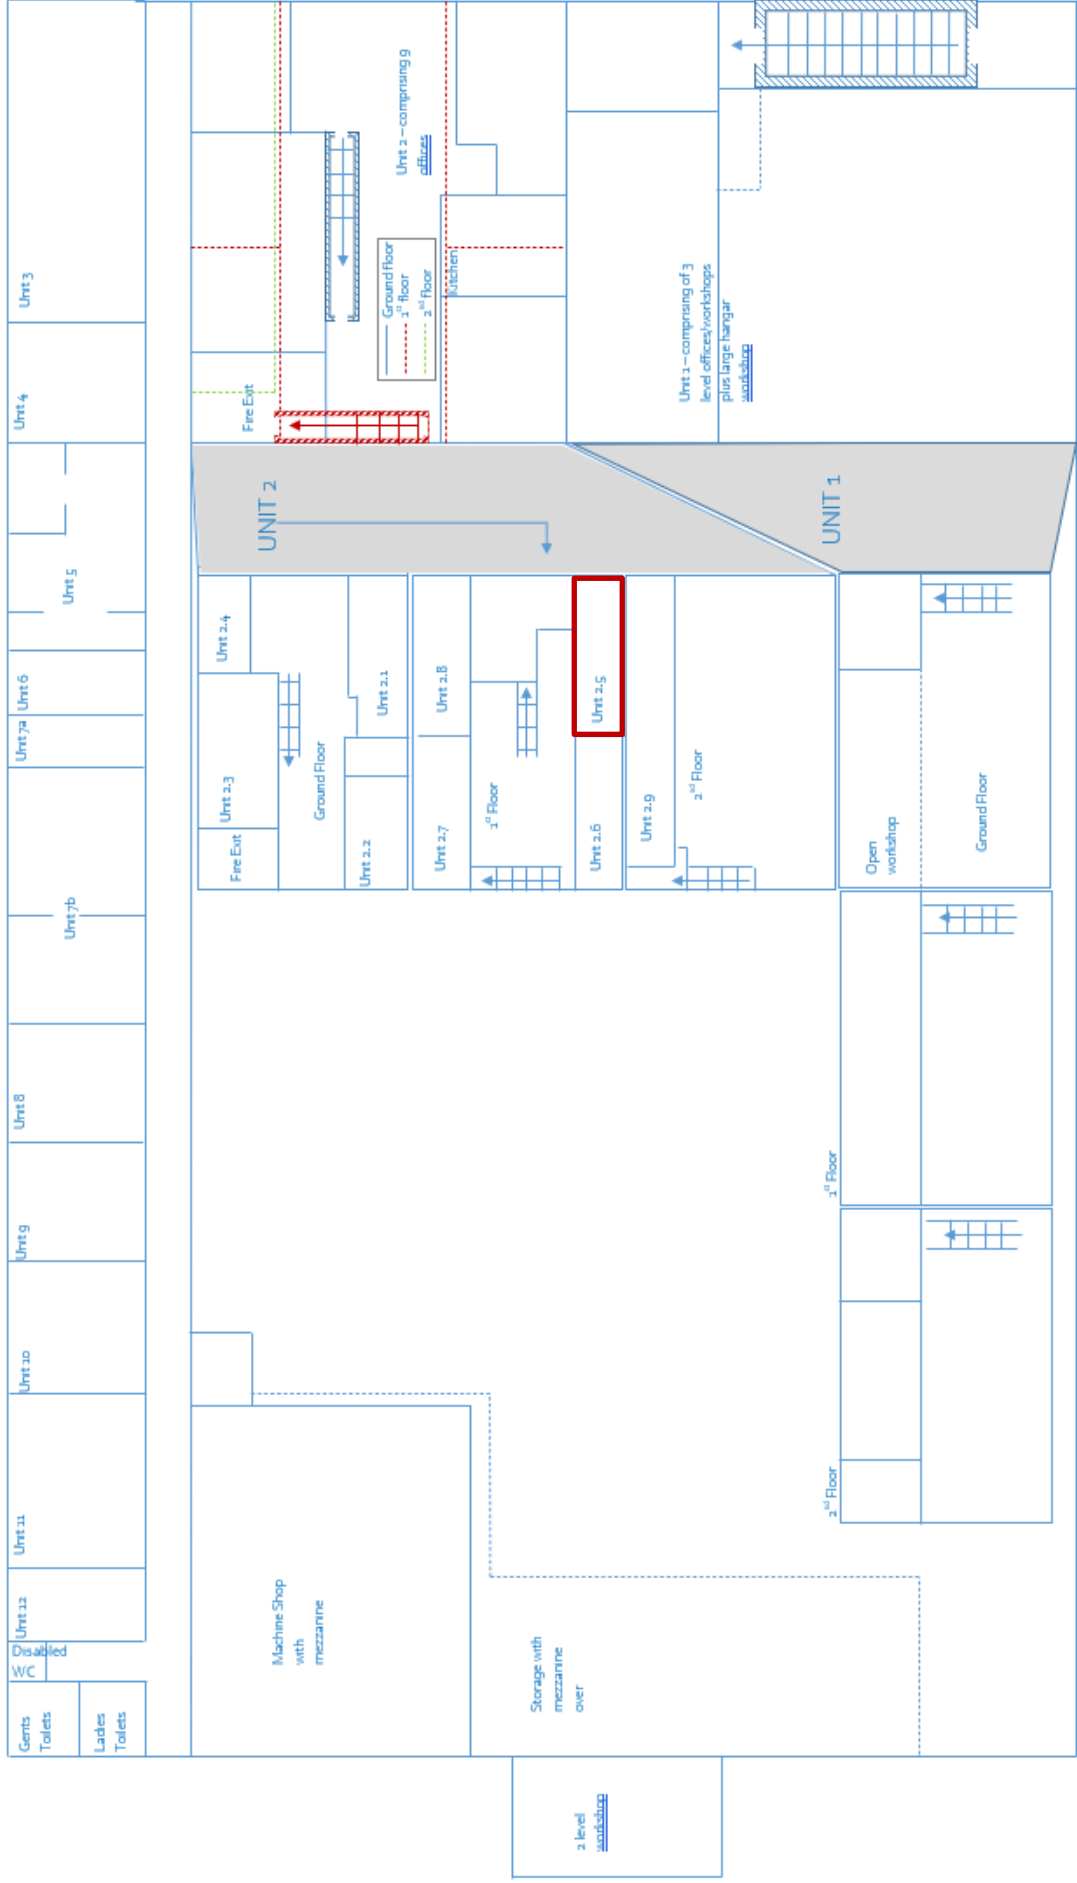 Unit 3
Unit 4
Unit 5
Unit 6
Unit 7a
Unit 7b
Unit 8
Unit 9
Unit 10
Unit 11
Unit 12
Disabled
WC
Gents
Toilets
Ladies
Toilets
Fire Exit
Unit 2 – comprising 9
offices
Ground floor
1st floor
2nd floor
Kitchen
Unit 1 – comprising of 3
level offices/workshops
plus large hangar
workshop
UNIT 2
UNIT 1
Unit 2.4
Unit 2.3
Fire Exit
Ground Floor
Unit 2.1
Unit 2.2
Unit 2.8
Unit 2.7
1st Floor
Unit 2.5
Unit 2.6
Unit 2.9
2nd Floor
Open
workshop
Ground Floor
1st Floor
2nd Floor
Machine Shop
with
mezzanine
Storage with
mezzanine
over
2 level
workshop